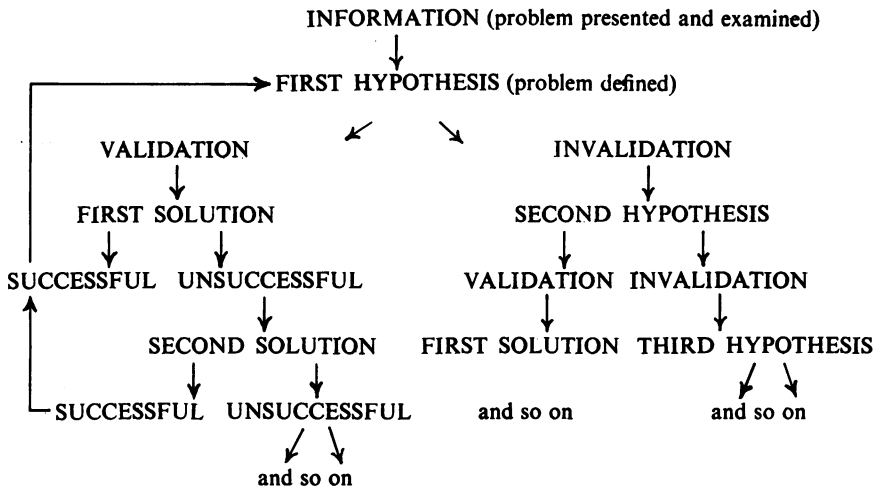 INFORMATION (problem presented and examined)
FIRST HYPOTHESIS (problem defined)
VALIDATION INVALIDATION
FIRST SOLUTION SECOND HYPOTHESIS
SUCCESSFUL UNSUCCESSFUL VALIDATION INVALIDATION
SECOND SOLUTION FIRST SOLUTION THIRD HYPOTHESIS
SUCCESSFUL UNSUCCESSFUL and so on and so on
and so on